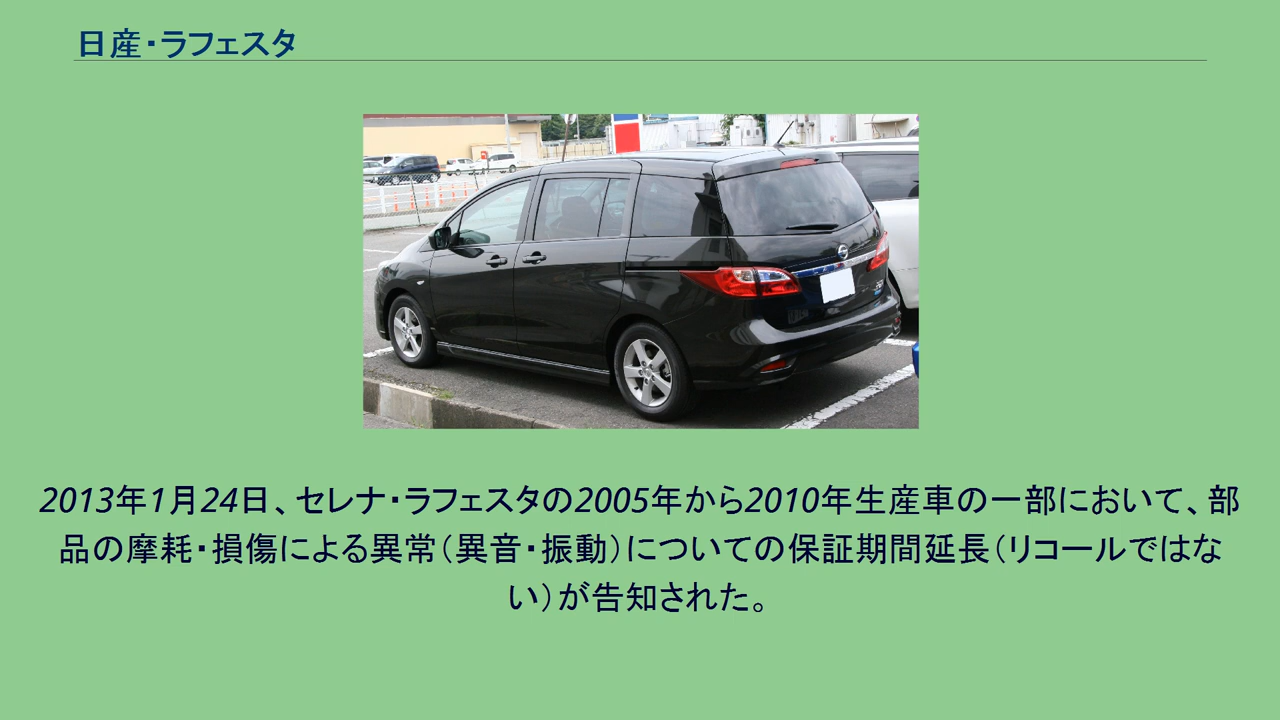 日産・ラフェスタ
2013年1月24日、セレナ・ラフェスタの2005年から2010年生産車の一部において、部
品の摩耗・損傷による異常（異音・振動）についての保証期間延長（リコールではな
い）が告知された。